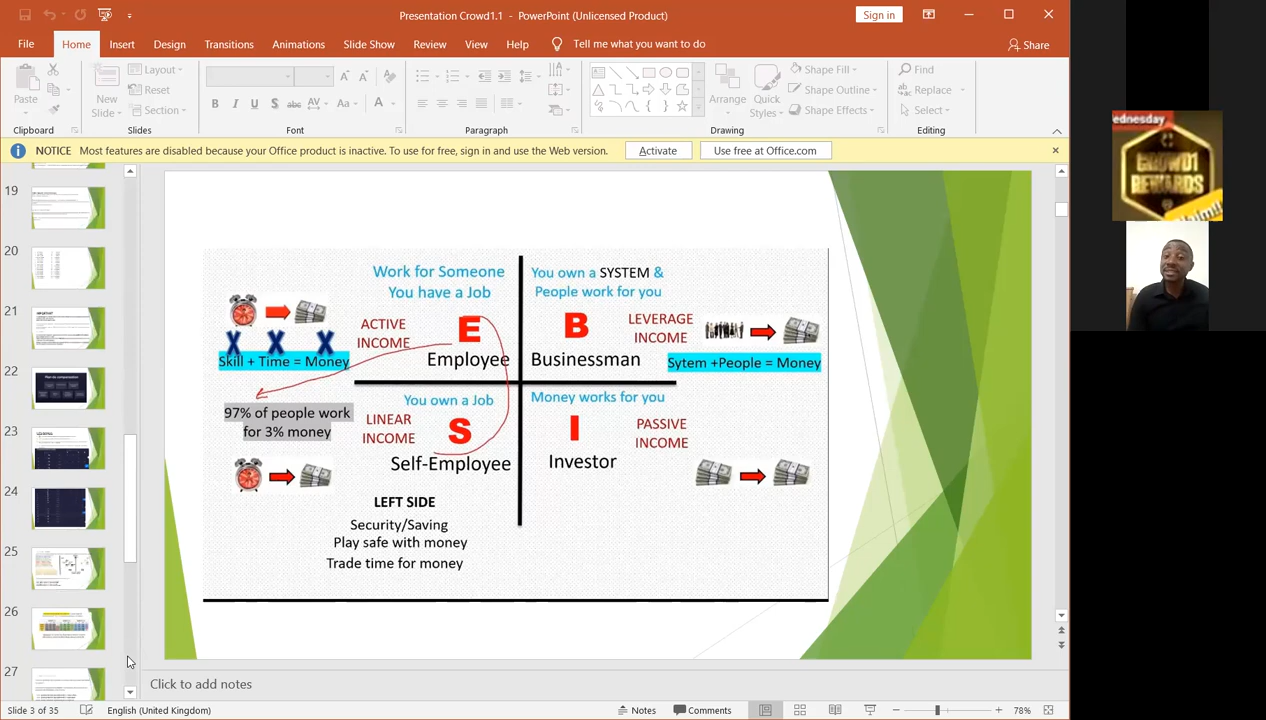 Presentation Crowd1.1 - PowerPoint (Unlicensed Product)
Sign in
File Home Insert Design Transitions Animations Slide Show Review View Help Tell me what you want to do
Share
Paste
New
Slide
Layout
Reset
Section
B I U S abc AV Aa A
Arrange
Quick
Styles
Shape Fill
Shape Outline
Shape Effects
Find
Replace
Select
Clipboard Slides Font Paragraph Drawing Editing
NOTICE Most features are disabled because your Office product is inactive. To use for free, sign in and use the Web version. Activate Use free at Office.com
19
20
21
22
23
24
25
26
27
Work for Someone
You have a Job
ACTIVE
INCOME
E
Employee
X X X
Skill + Time = Money
97% of people work
for 3% money
You own a SYSTEM &
People work for you
B
Businessman
LEVERAGE
INCOME
Sytem +People = Money
You own a Job
LINEAR
INCOME
S
Self-Employee
Money works for you
I
Investor
PASSIVE
INCOME
LEFT SIDE
Security/Saving
Play safe with money
Trade time for money
Click to add notes
Slide 3 of 35 English (United Kingdom) Notes Comments 78%
ednesday
CROWD1
REWARDS